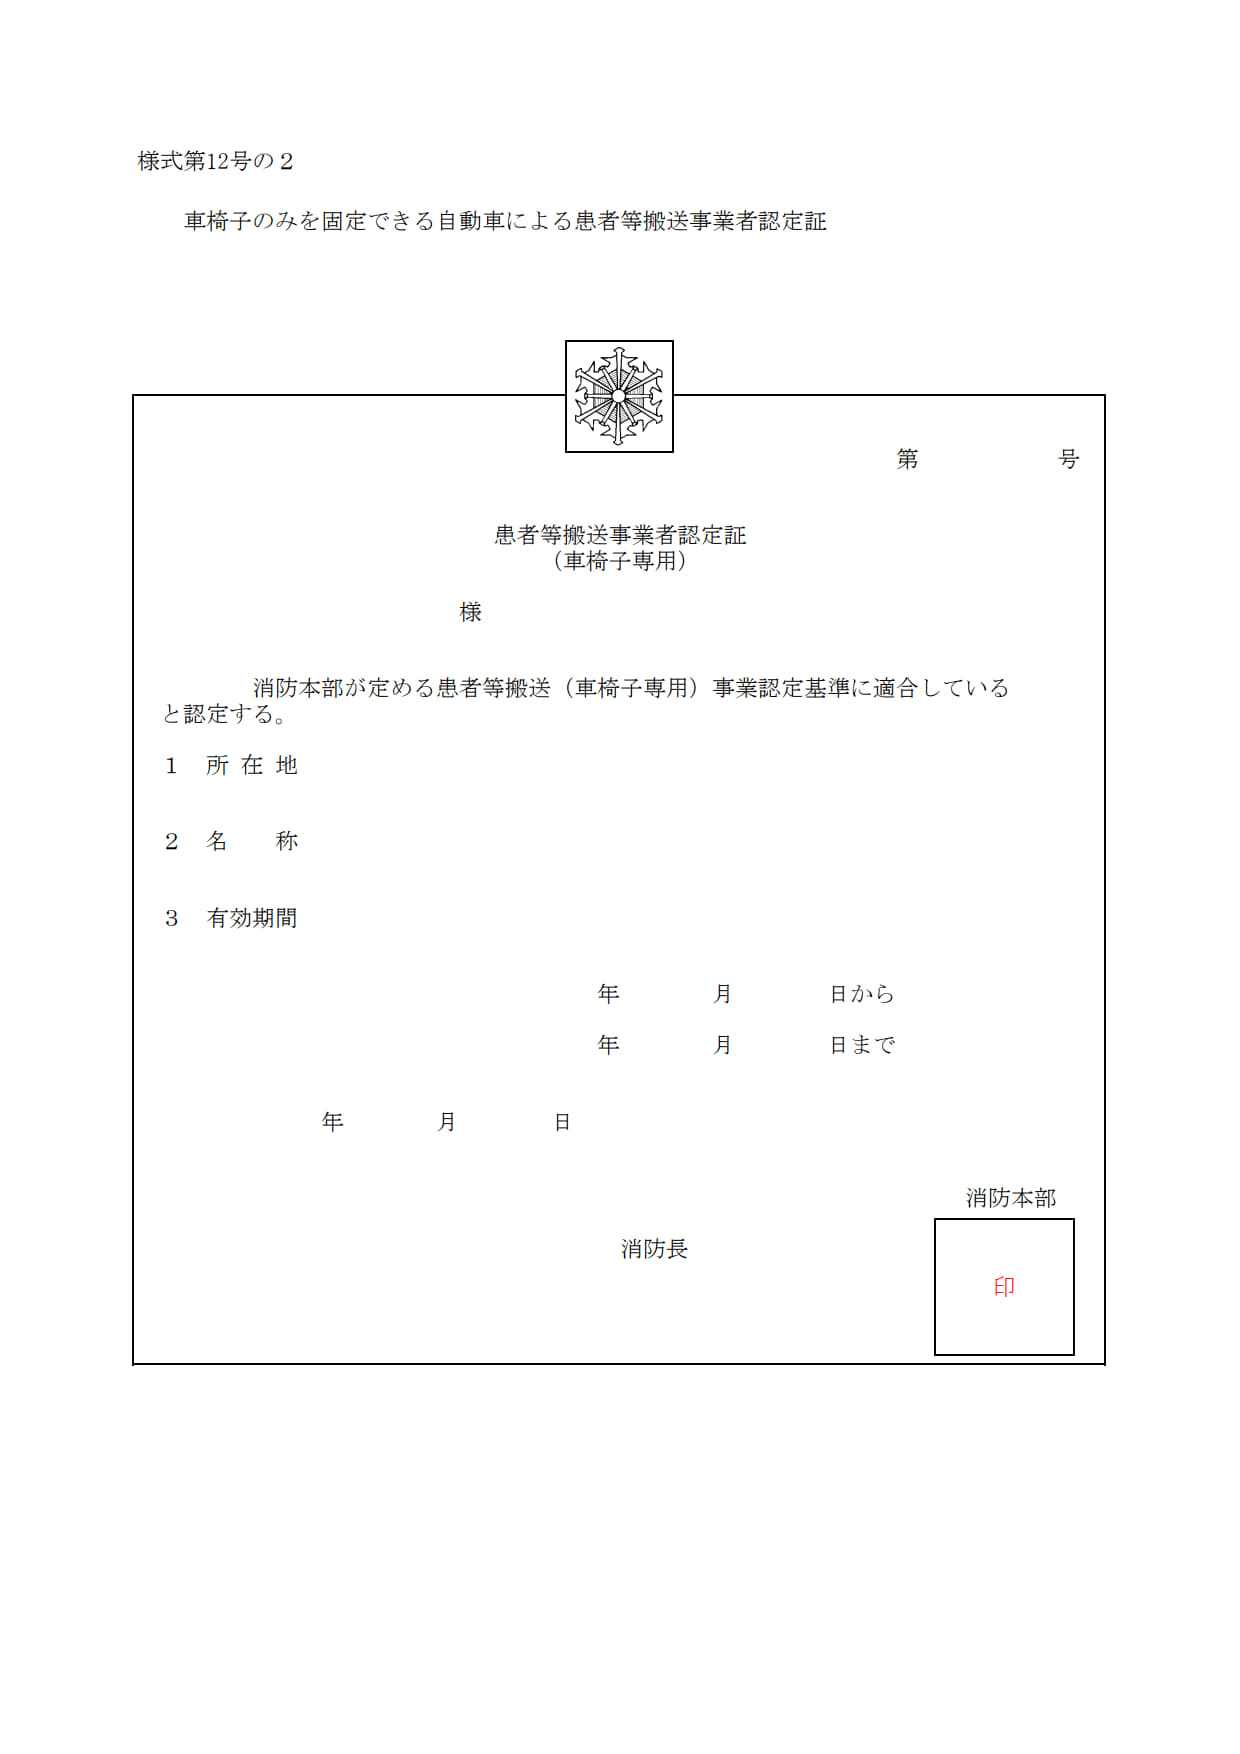 様式第12号の２
車椅子のみを固定できる自動車による患者等搬送事業者認定証
第　　　　　　号
患者等搬送事業者認定証
（車椅子専用）
様
消防本部が定める患者等搬送（車椅子専用）事業認定基準に適合している
と認定する。
１　所 在 地
２　名　　称
３　有効期間
年　　　　月　　　　日から
年　　　　月　　　　日まで
年　　　　月　　　　日
消防本部
消防長
印